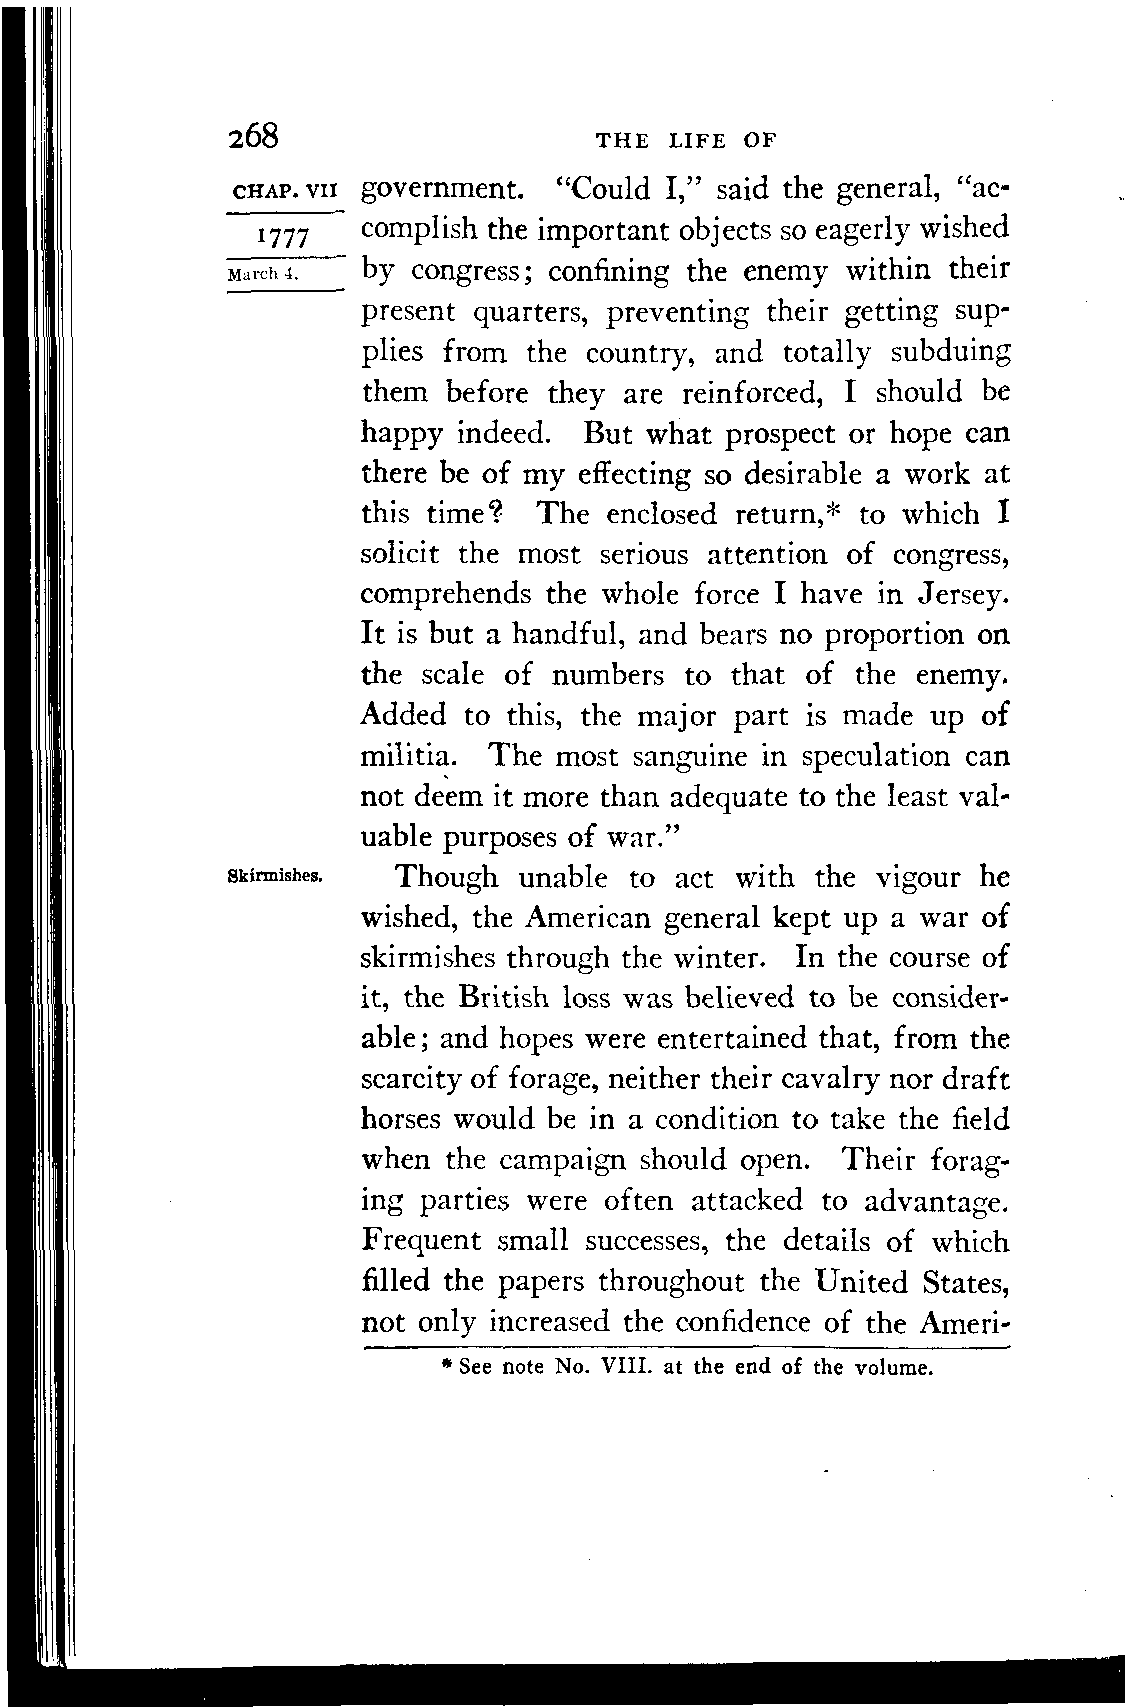 268 THE LIFE OF
CHAP. VII government. “Could I,” said the general, “ac-
1777 complish the important objects so eagerly wished
March 4. by congress; confining the enemy within their
present quarters, preventing their getting sup-
plies from the country, and totally subduing
them before they are reinforced, I should be
happy indeed. But what prospect or hope can
there be of my effecting so desirable a work at
this time? The enclosed return,* to which I
solicit the most serious attention of congress,
comprehends the whole force I have in Jersey.
It is but a handful, and bears no proportion on
the scale of numbers to that of the enemy.
Added to this, the major part is made up of
militia. The most sanguine in speculation can
not deem it more than adequate to the least val-
uable purposes of war.”
Skirmishes. Though unable to act with the vigour he
wished, the American general kept up a war of
skirmishes through the winter. In the course of
it, the British loss was believed to be consider-
able; and hopes were entertained that, from the
scarcity of forage, neither their cavalry nor draft
horses would be in a condition to take the field
when the campaign should open. Their forag-
ing parties were often attacked to advantage.
Frequent small successes, the details of which
filled the papers throughout the United States,
not only increased the confidence of the Ameri-
* See note No. VIII. at the end of the volume.